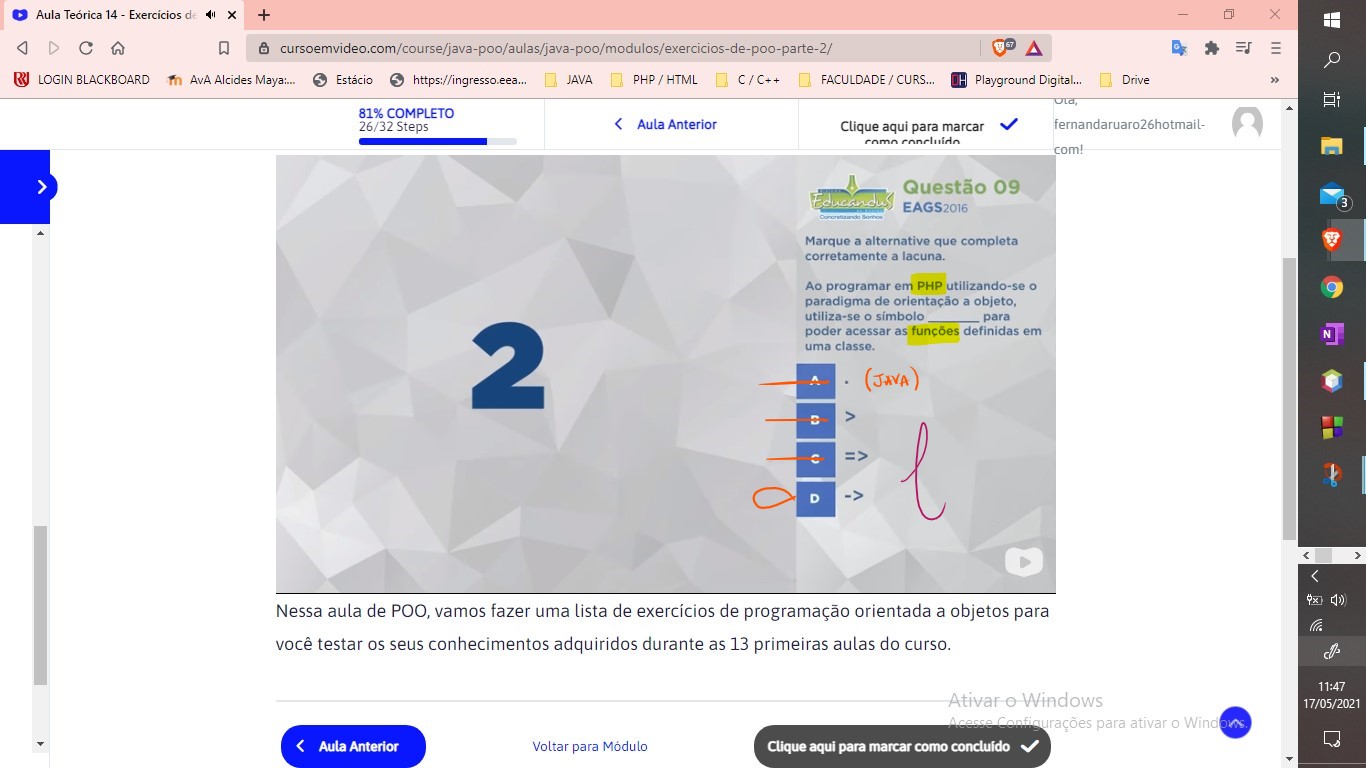 Aula Teórica 14 - Exercícios de
cursoemvideo.com/course/java-poo/aulas/java-poo/modulos/exercicios-de-poo-parte-2/
67
LOGIN BLACKBOARD
AvA Alcides Maya:...
Estácio
https://ingresso.eea...
JAVA
PHP / HTML
C / C++
FACULDADE / CURS...
Playground Digital...
Drive
»
81% COMPLETO
26/32 Steps
Aula Anterior
Clique aqui para marcar
como concluído
Olá,
fernandaruaro26hotmail-
com!
Educandus
Concretizando Sonhos
Questão 09
EAGS2016
Marque a alternative que completa
corretamente a lacuna.
Ao programar em PHP utilizando-se o
paradigma de orientação a objeto,
utiliza-se o símbolo ________ para
poder acessar as funções definidas em
uma classe.
2
A . (JAVA)
B >
C =>
D ->
Nessa aula de POO, vamos fazer uma lista de exercícios de programação orientada a objetos para
você testar os seus conhecimentos adquiridos durante as 13 primeiras aulas do curso.
Ativar o Windows
Acesse Configurações para ativar o Windows.
Aula Anterior
Voltar para Módulo
Clique aqui para marcar como concluído
3
11:47
17/05/2021